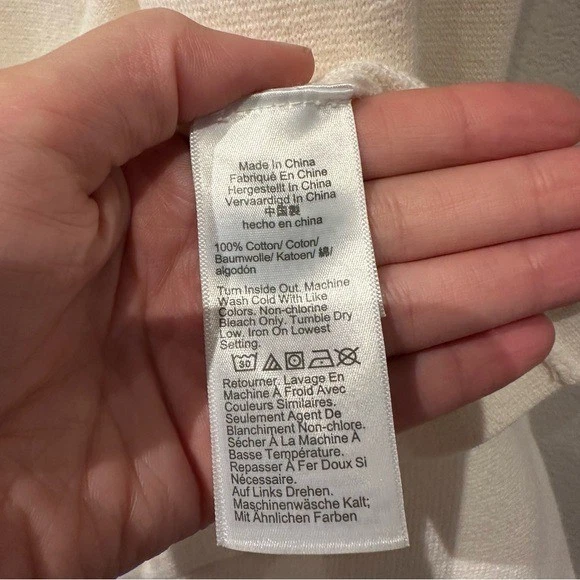 Made In China
Fabriqué En Chine
Hergestellt In China
Vervaardigd In China
中国製
hecho en china
100% Cotton/ Coton/
Baumwolle/ Katoen/ 綿/
algodón
Turn Inside Out. Machine
Wash Cold With Like
Colors. Non-chlorine
Bleach Only. Tumble Dry
Low. Iron On Lowest
Setting.
30
Retourner. Lavage En
Machine À Froid Avec
Couleurs Similaires.
Seulement Agent De
Blanchiment Non-chlore.
Sécher À La Machine À
Basse Température.
Repasser À Fer Doux Si
Nécessaire.
Auf Links Drehen.
Maschinenwäsche Kalt;
Mit Ähnlichen Farben